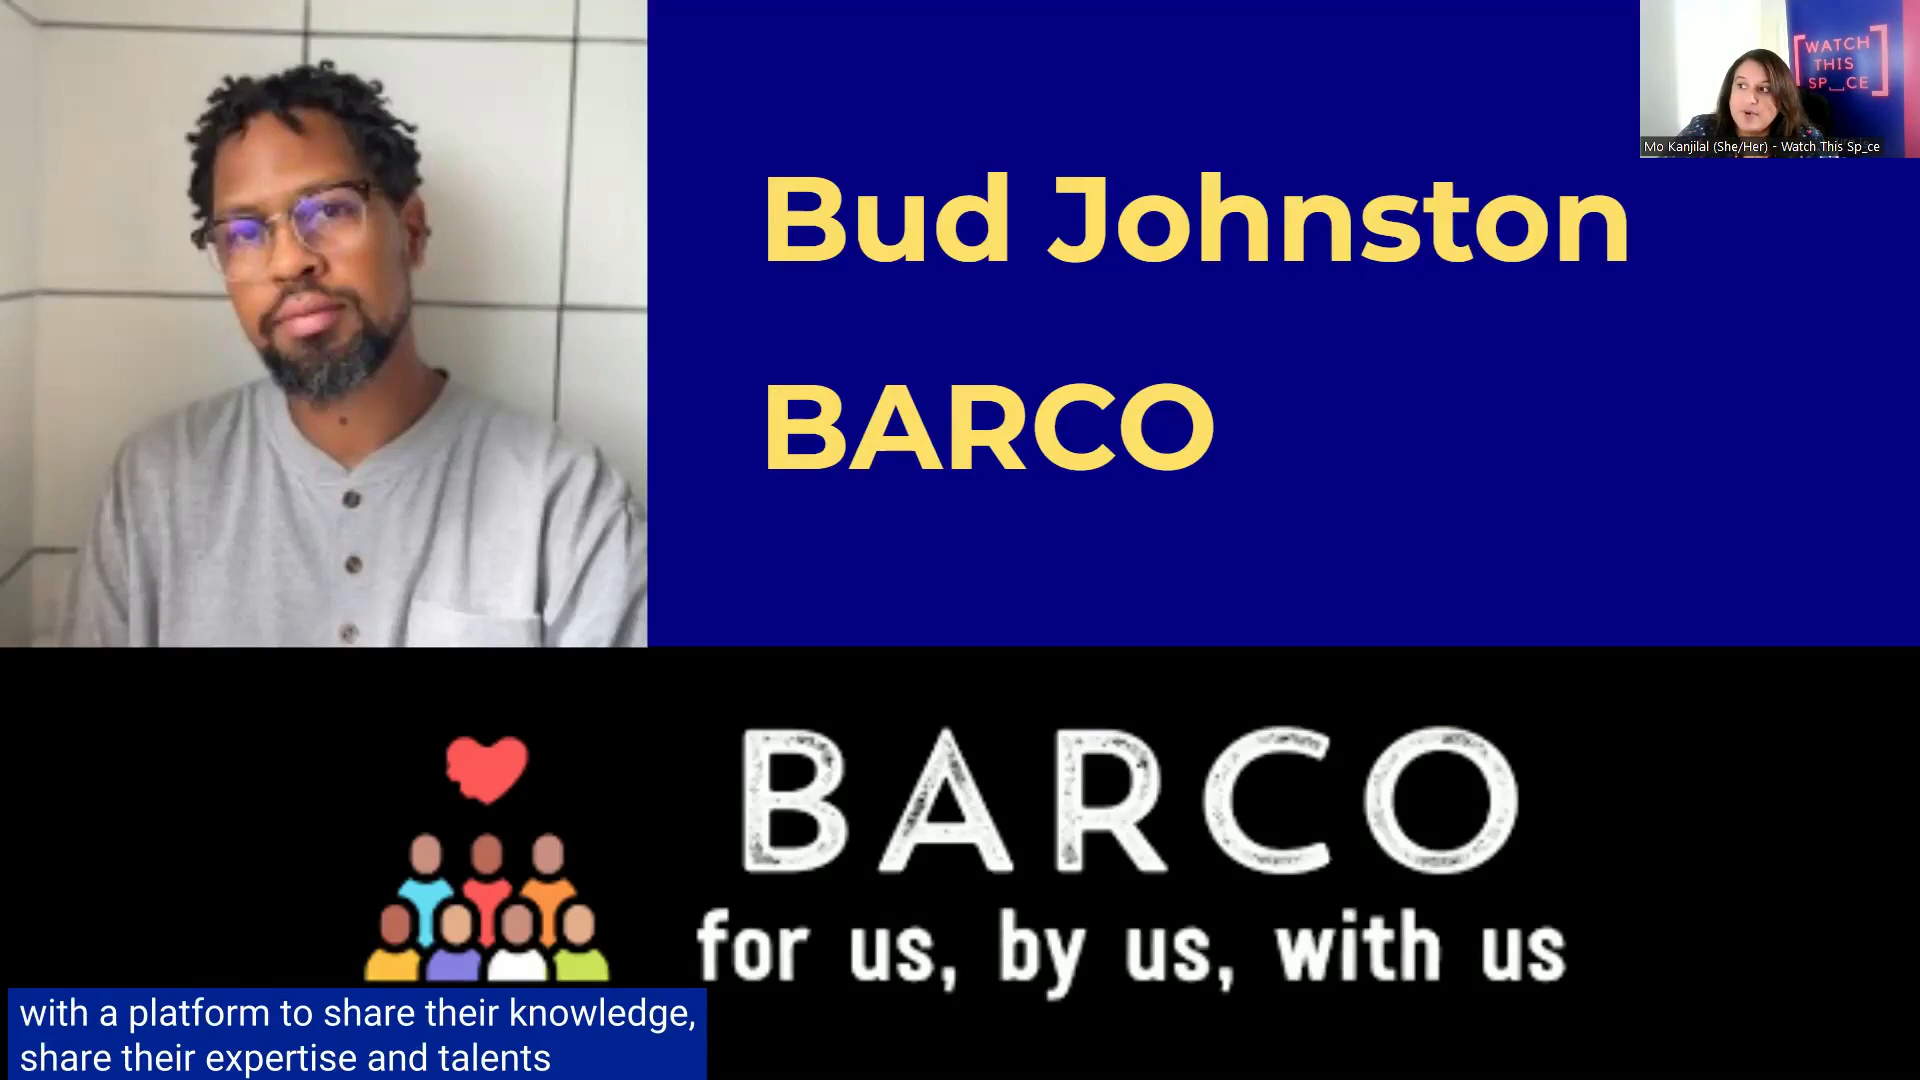 WATCH
THIS
SP_CE
Mo Kanjilal (She/Her) - Watch This Sp_ce
Bud Johnston
BARCO
BARCO
for us, by us, with us
with a platform to share their knowledge,
share their expertise and talents